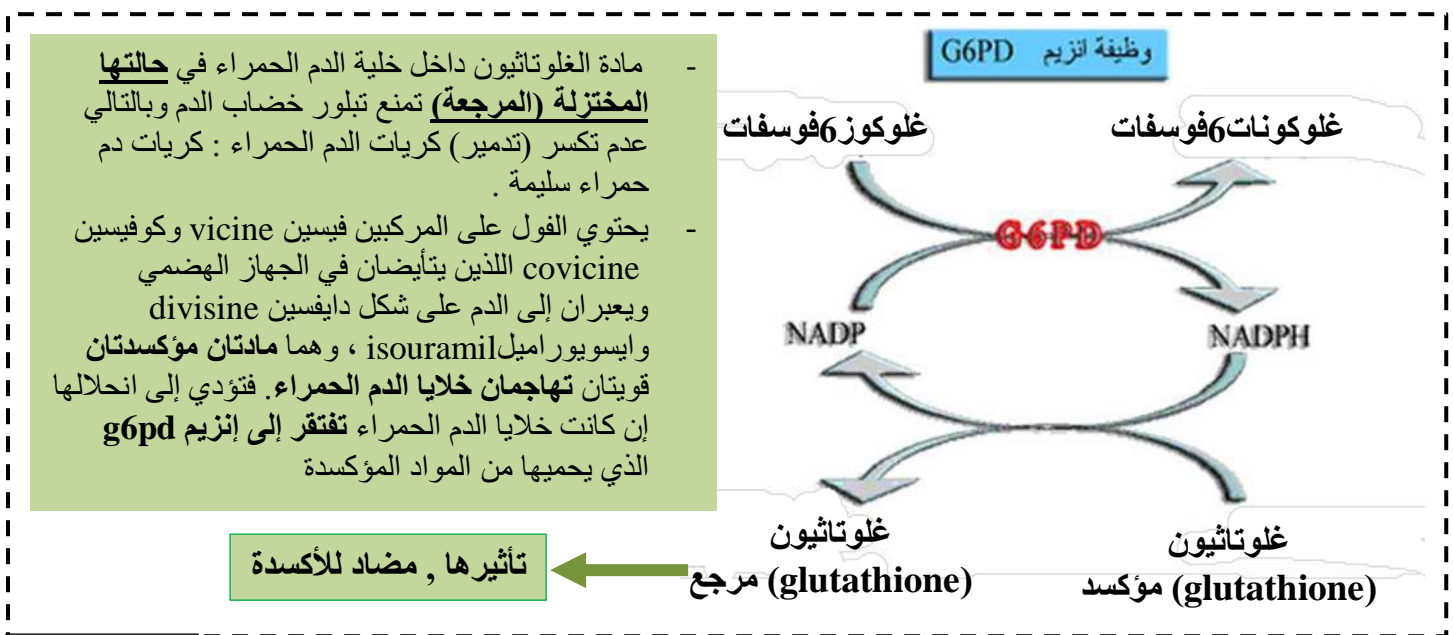 - مادة الغلوتاثيون داخل خلية الدم الحمراء في حالتها
المختزلة (المرجعة) تمنع تبلور خضاب الدم وبالتالي
عدم تكسر (تدمير) كريات الدم الحمراء : كريات دم
حمراء سليمة .
- يحتوي الفول على المركبين فيسين vicine وكوفيسين
covicine اللذين يتأيضان في الجهاز الهضمي
ويعبران إلى الدم على شكل دايفسين divisine
وايسويوراميلisouramil ، وهما مادتان مؤكسدتان
قويتان تهاجمان خلايا الدم الحمراء. فتؤدي إلى انحلالها
إن كانت خلايا الدم الحمراء تفتقر إلى إنزيم g6pd
الذي يحميها من المواد المؤكسدة
وظيفة انزيم G6PD
غلوكونات6فوسفات
غلوكوز6فوسفات
G6PD
NADP
NADPH
غلوتاثيون
(glutathione) مؤكسد
غلوتاثيون
(glutathione) مرجع
تأثيرها , مضاد للأكسدة